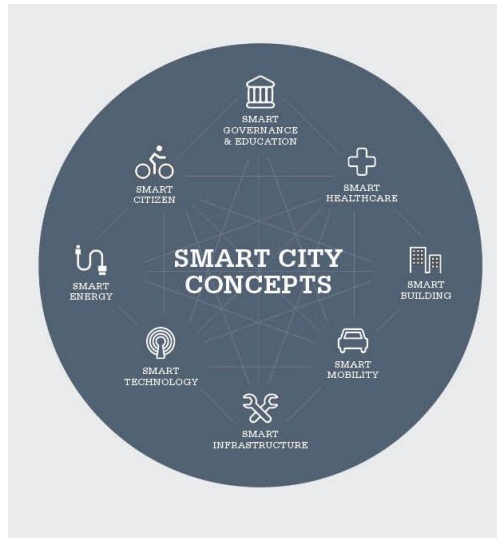 SMART
GOVERNANCE
& EDUCATION
SMART
CITIZEN
SMART
HEALTHCARE
SMART CITY
CONCEPTS
SMART
ENERGY
SMART
BUILDING
SMART
TECHNOLOGY
SMART
MOBILITY
SMART
INFRASTRUCTURE